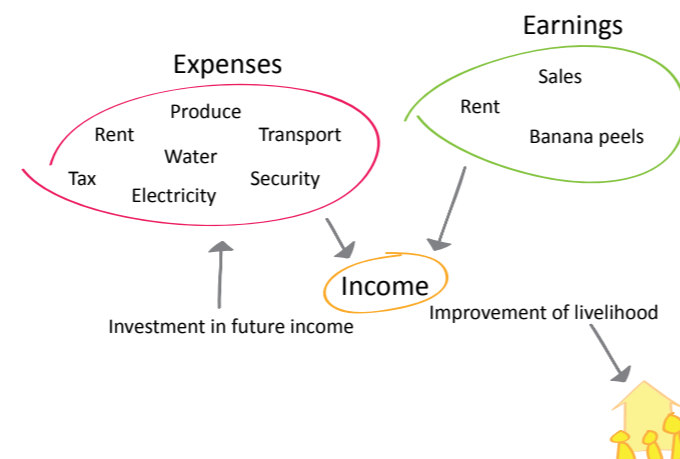 Earnings
Expenses
Sales
Rent
Banana peels
Produce
Rent
Transport
Water
Tax
Security
Electricity
Income
Improvement of livelihood
Investment in future income